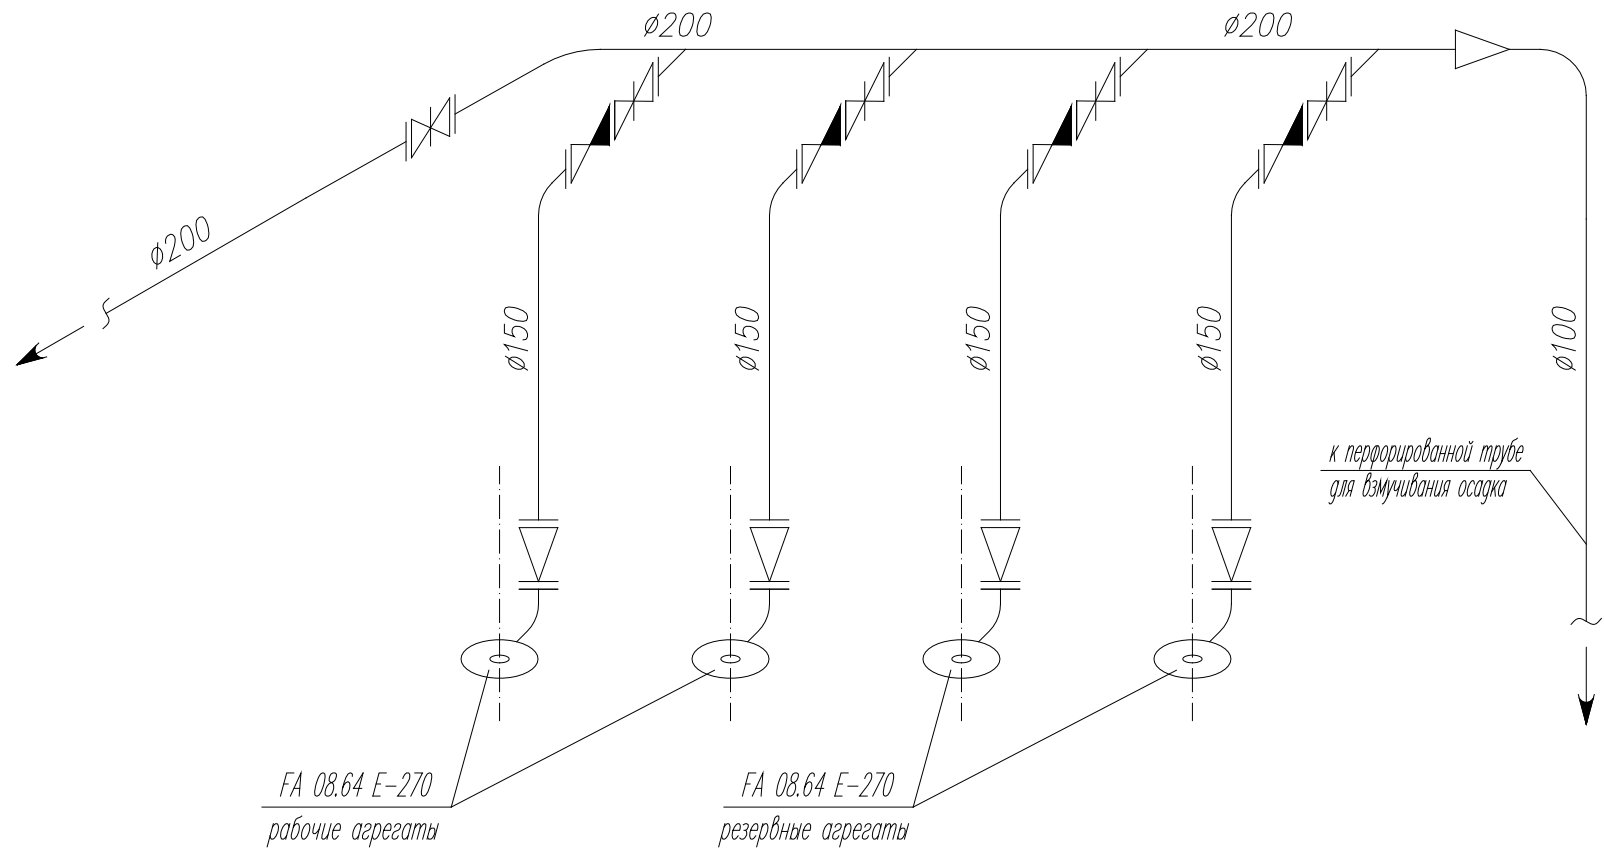 ø200
ø200
ø200
ø150
ø150
ø150
ø150
ø100
к перфорированной трубе
для взмучивания осадка
FA 08.64 E-270
рабочие агрегаты
FA 08.64 E-270
резервные агрегаты